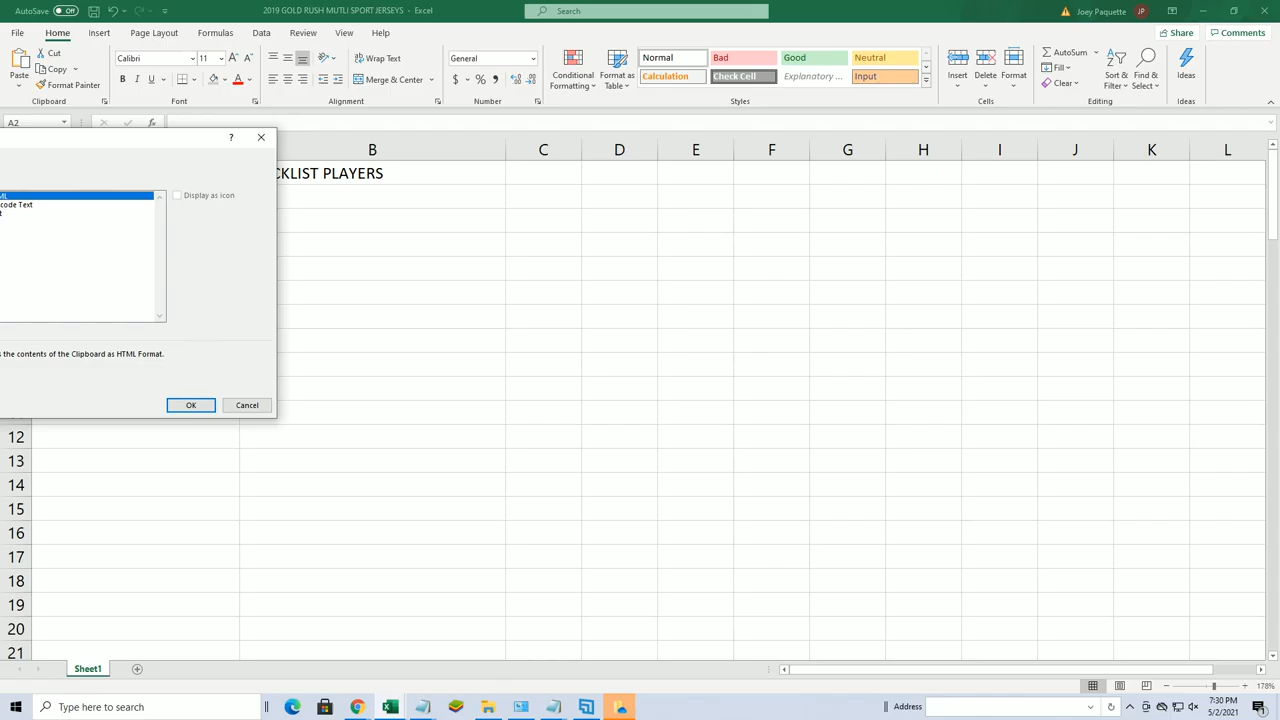 AutoSave Off 2019 GOLD RUSH MUTLI SPORT JERSEYS - Excel Search Joey Paquette JP
File Home Insert Page Layout Formulas Data Review View Help Share Comments
Paste Cut Copy Format Painter Clipboard
Calibri 11 B I U A Font
Wrap Text Merge & Center Alignment
General $ % Number
Conditional Formatting Format as Table
Normal Bad Good Neutral
Calculation Check Cell Explanatory ... Input
Styles
Insert Delete Format Cells
AutoSum Fill Clear Sort & Filter Find & Select Editing
Ideas Ideas
A2 fx
?
B C D E F G H I J K L
CKLIST PLAYERS
ML
code Text
t
Display as icon
s the contents of the Clipboard as HTML Format.
OK Cancel
12
13
14
15
16
17
18
19
20
21
Sheet1
178%
Type here to search Address 7:30 PM
5/2/2021